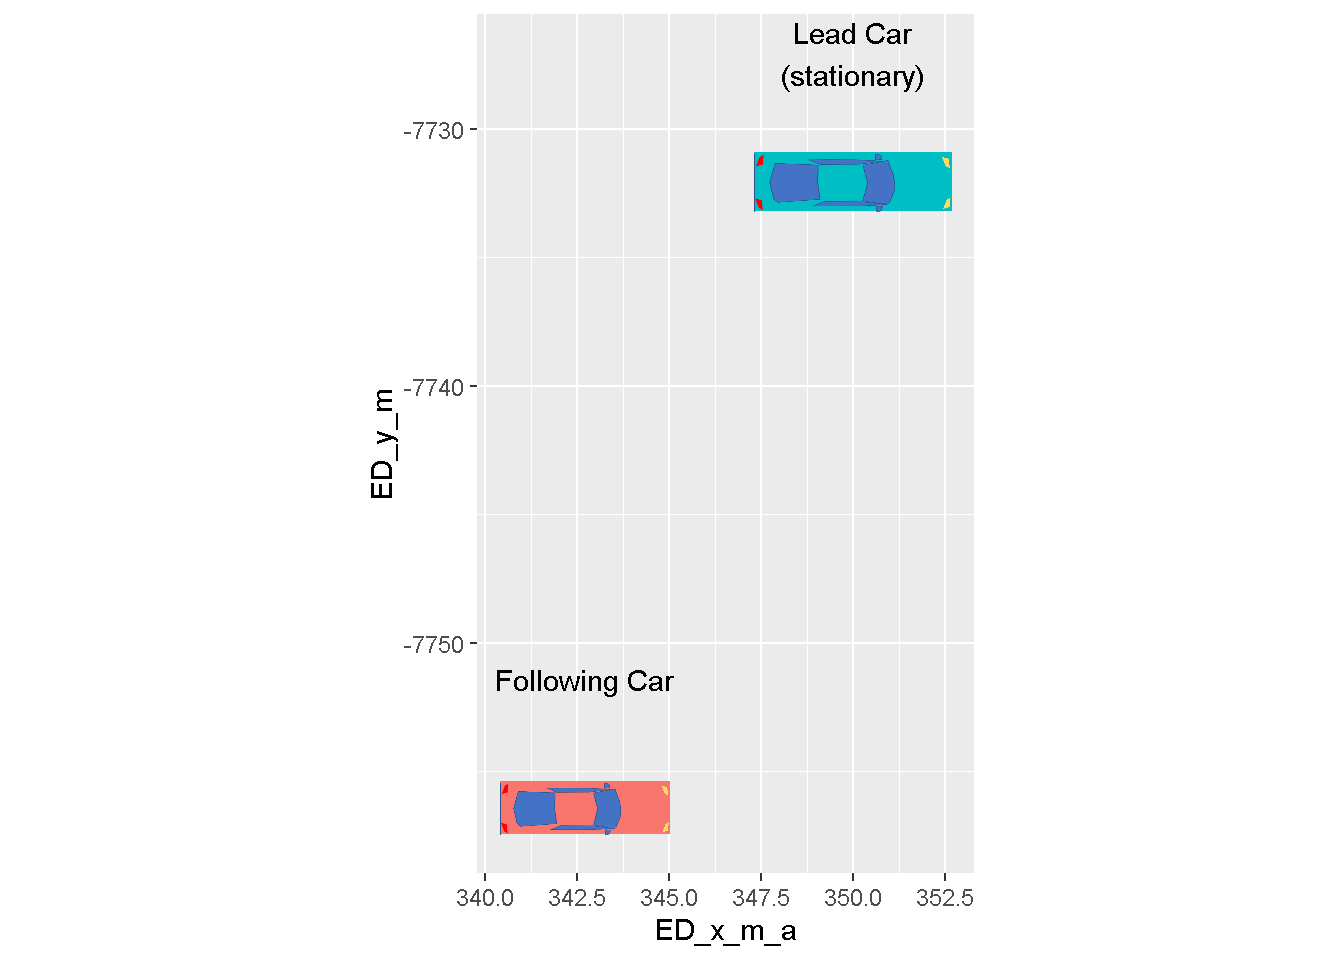 Lead Car
(stationary)
-7730
-7740
-7750
ED_y_m
Following Car
340.0 342.5 345.0 347.5 350.0 352.5
ED_x_m_a